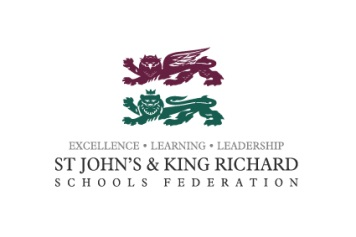 EXCELLENCE • LEARNING • LEADERSHIP
ST JOHN'S & KING RICHARD
SCHOOLS FEDERATION